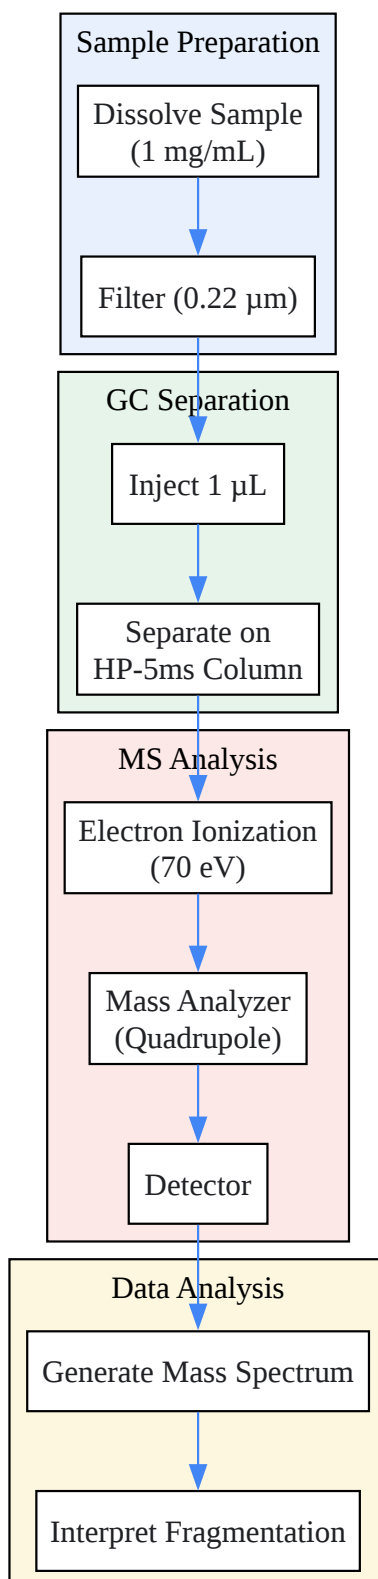 Sample Preparation
Dissolve Sample
(1 mg/mL)
Filter (0.22 µm)
GC Separation
Inject 1 µL
Separate on
HP-5ms Column
MS Analysis
Electron Ionization
(70 eV)
Mass Analyzer
(Quadrupole)
Detector
Data Analysis
Generate Mass Spectrum
Interpret Fragmentation